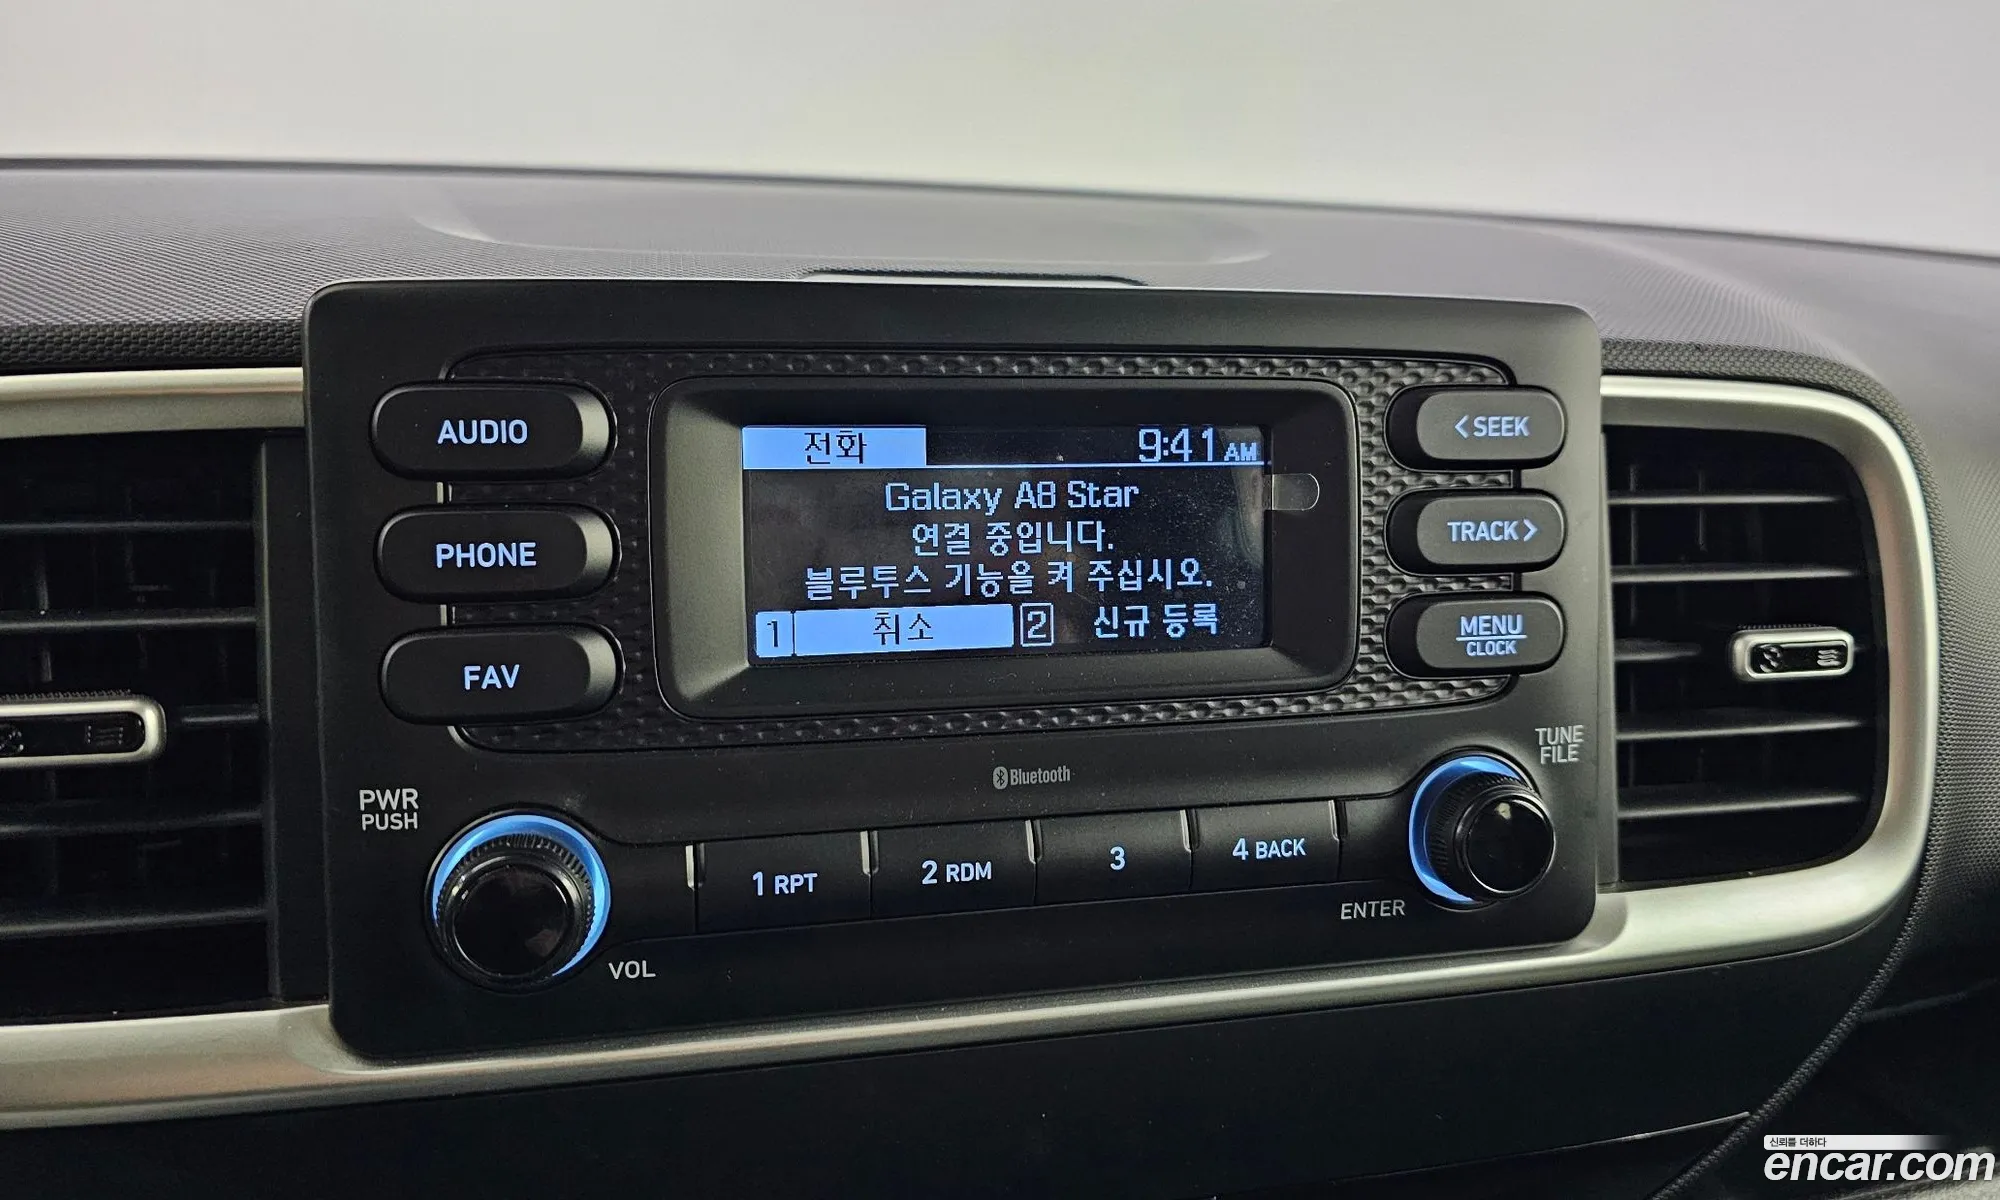 AUDIO
PHONE
FAV
전화 9:41 AM
Galaxy A8 Star
연결 중입니다.
블루투스 기능을 켜 주십시오.
1 취소 2 신규 등록
< SEEK
TRACK >
MENU
CLOCK
PWR
PUSH
VOL
Bluetooth
1 RPT
2 RDM
3
4 BACK
TUNE
FILE
ENTER
신뢰를 더하다
encar.com